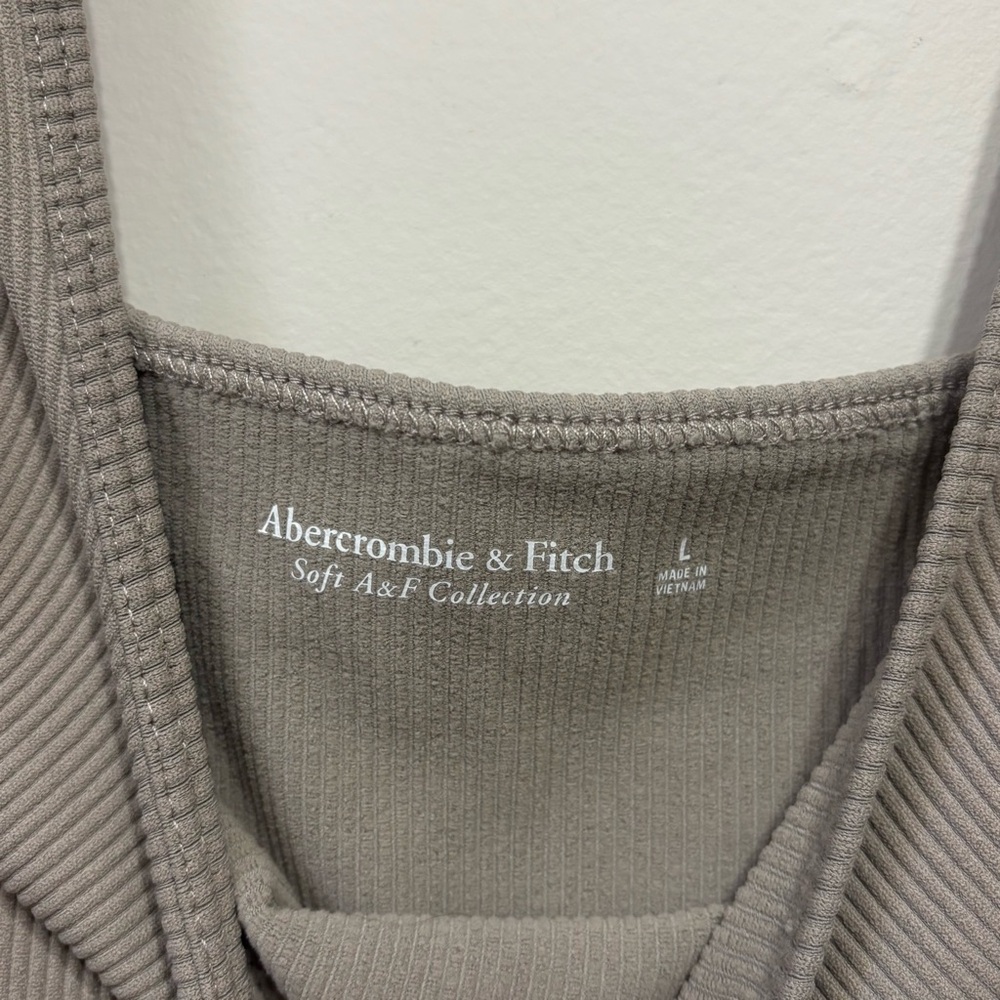 Abercrombie & Fitch
Soft A&F Collection
L
MADE IN
VIETNAM